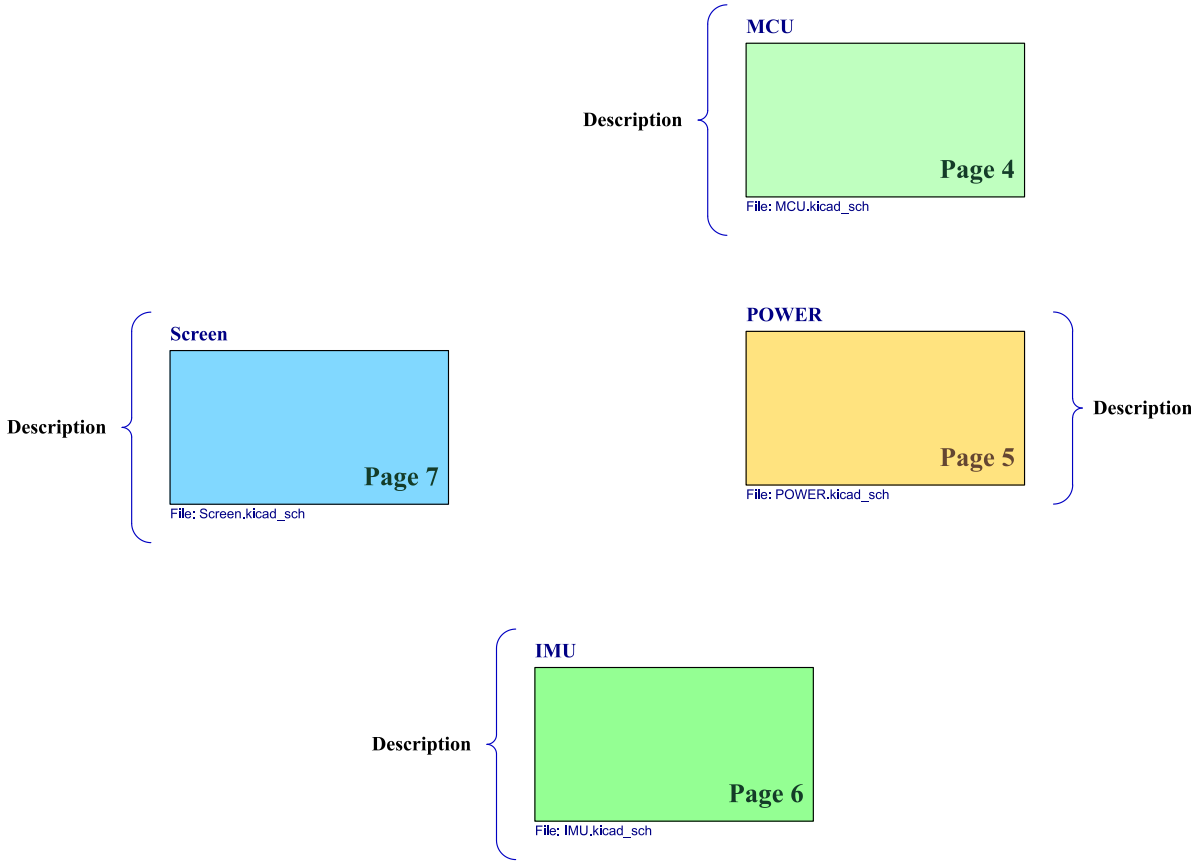 MCU
Description
Page 4
File: MCU.kicad_sch
Screen
Description
Page 7
File: Screen.kicad_sch
POWER
Description
Page 5
File: POWER.kicad_sch
IMU
Description
Page 6
File: IMU.kicad_sch